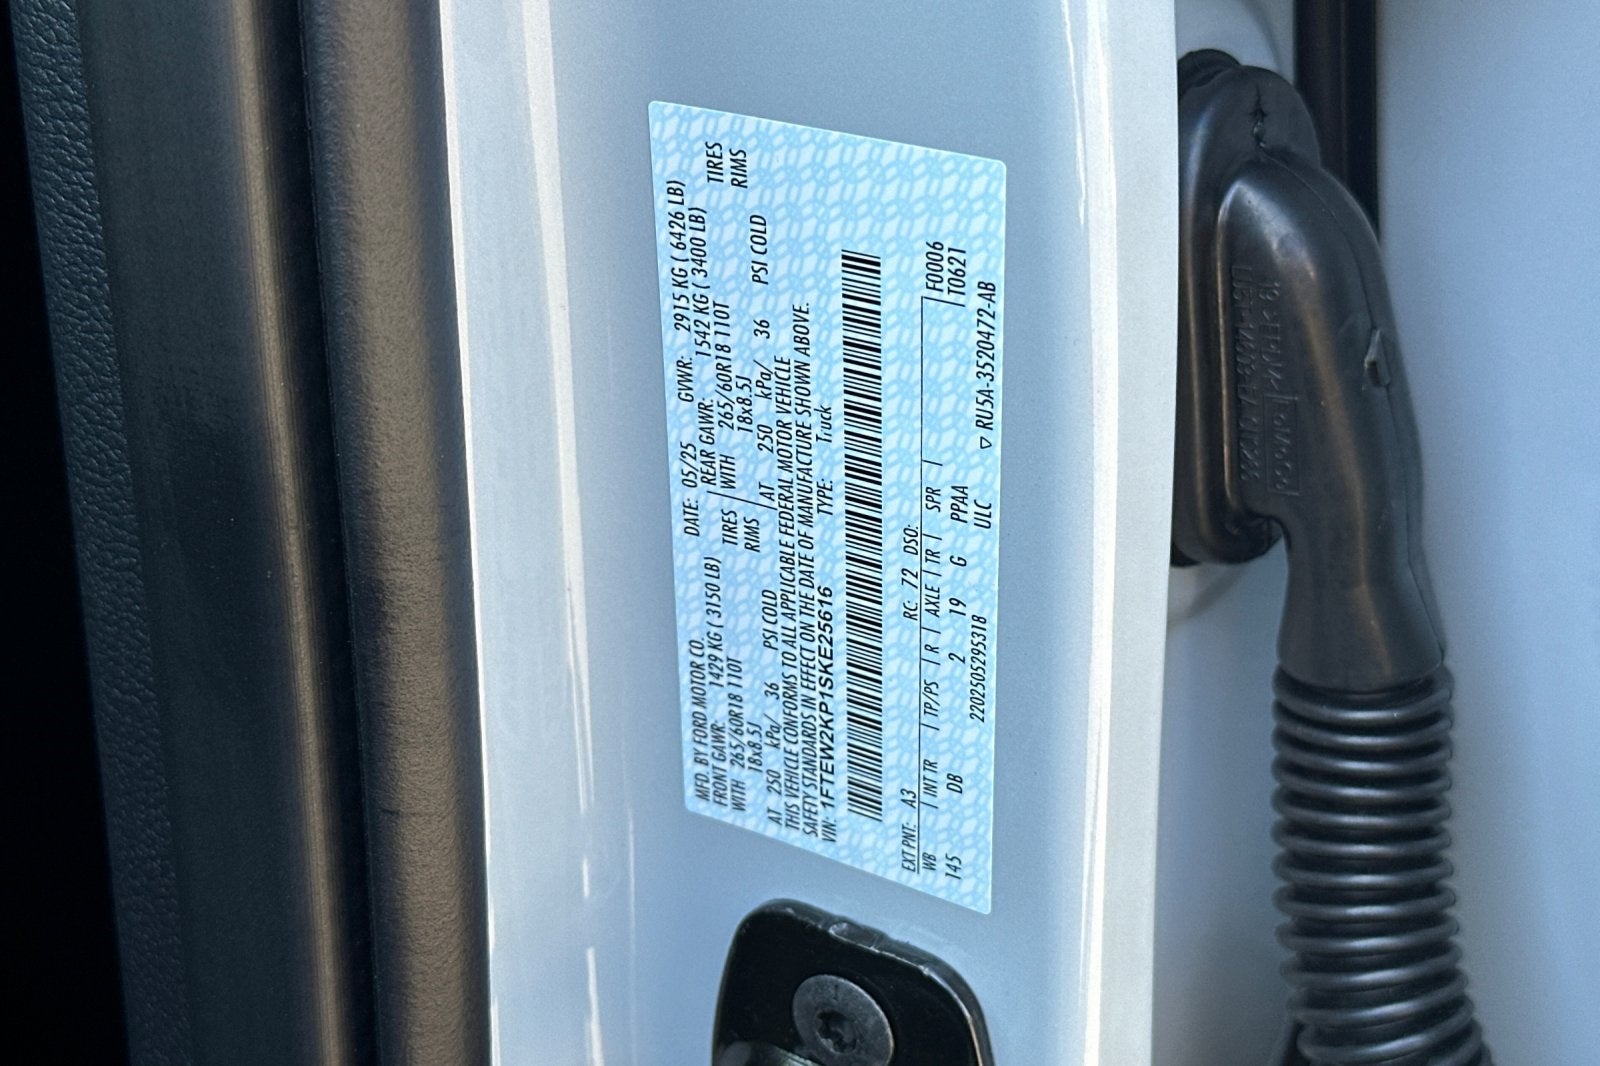 MFD. BY FORD MOTOR CO.
DATE: 05/25 GVWR: 2915 KG ( 6426 LB)
FRONT GAWR: 1429 KG ( 3150 LB) REAR GAWR: 1542 KG ( 3400 LB)
WITH 265/60R18 110T TIRES WITH 265/60R18 110T TIRES
18x8.5J RIMS 18x8.5J RIMS
AT 250 kPa/ 36 PSI COLD AT 250 kPa/ 36 PSI COLD
THIS VEHICLE CONFORMS TO ALL APPLICABLE FEDERAL MOTOR VEHICLE
SAFETY STANDARDS IN EFFECT ON THE DATE OF MANUFACTURE SHOWN ABOVE.
VIN: 1FTEW2KP1SKE25616 TYPE: Truck
EXT PNT: A3 RC: 72 DSO: F0006
WB INT TR TP/PS R AXLE TR SPR T0621
145 DB 2 19 G PPAA
220250529531​8 ULC ▽ RU5A-3520472-AB